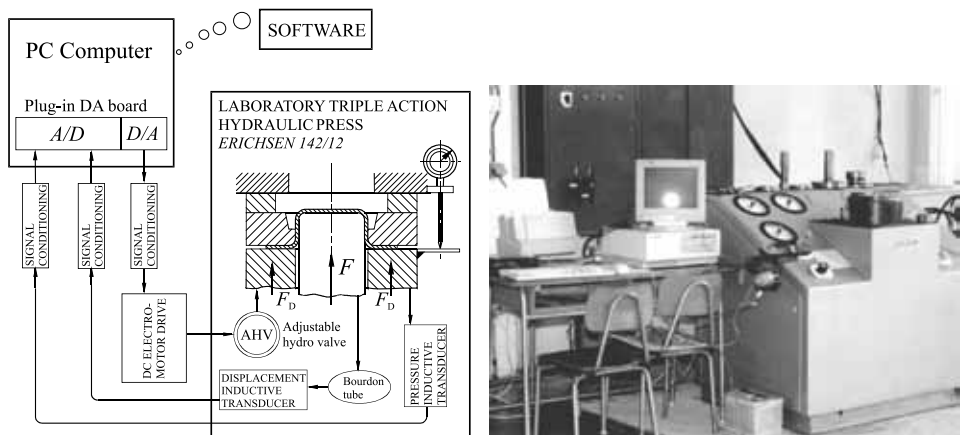 SOFTWARE
PC Computer
Plug-in DA board
A/D
D/A
LABORATORY TRIPLE ACTION
HYDRAULIC PRESS
ERICHSEN 142/12
SIGNAL
CONDITIONING
SIGNAL
CONDITIONING
SIGNAL
CONDITIONING
F
F_D
F_D
DC ELECTRO-
MOTOR DRIVE
AHV
Adjustable
hydro valve
DISPLACEMENT
INDUCTIVE
TRANSDUCER
Bourdon
tube
PRESSURE
INDUCTIVE
TRANSDUCER